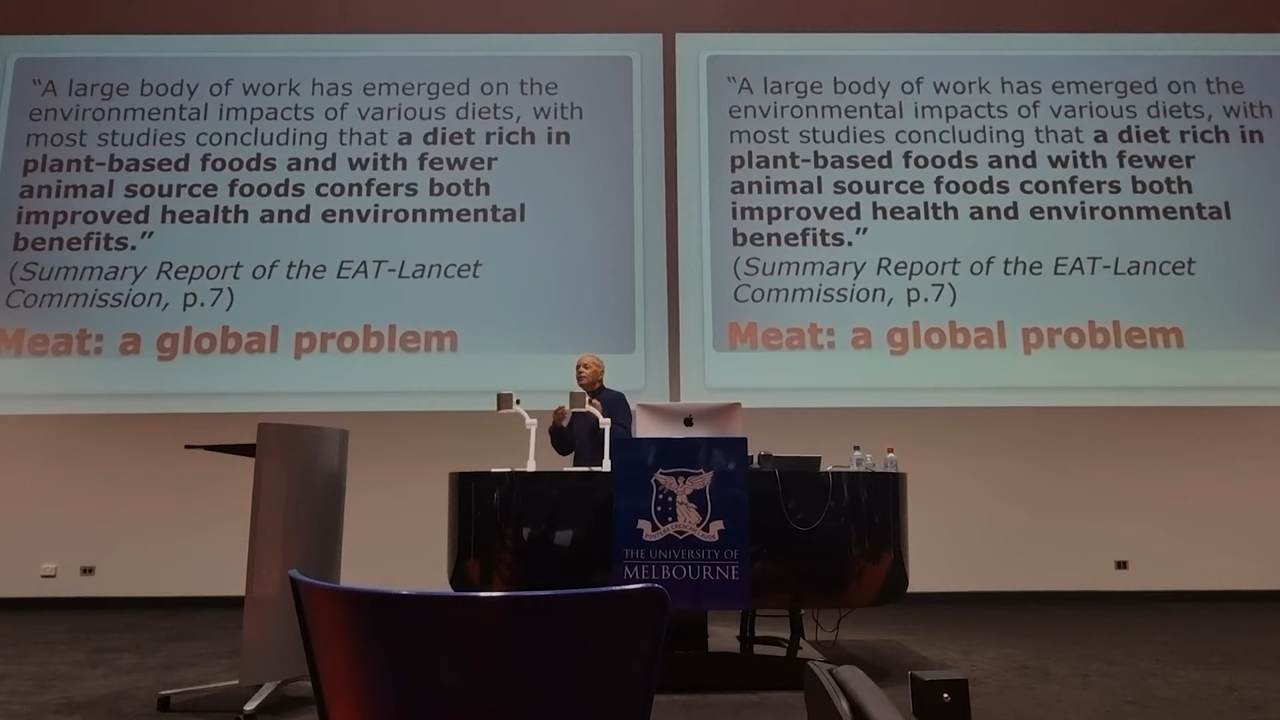 “A large body of work has emerged on the
environmental impacts of various diets, with
most studies concluding that a diet rich in
plant-based foods and with fewer
animal source foods confers both
improved health and environmental
benefits.”
(Summary Report of the EAT-Lancet
Commission, p.7)
Meat: a global problem
“A large body of work has emerged on the
environmental impacts of various diets, with
most studies concluding that a diet rich in
plant-based foods and with fewer
animal source foods confers both
improved health and environmental
benefits.”
(Summary Report of the EAT-Lancet
Commission, p.7)
Meat: a global problem
POSTERA CRESCAM LAUDE
THE UNIVERSITY OF
MELBOURNE